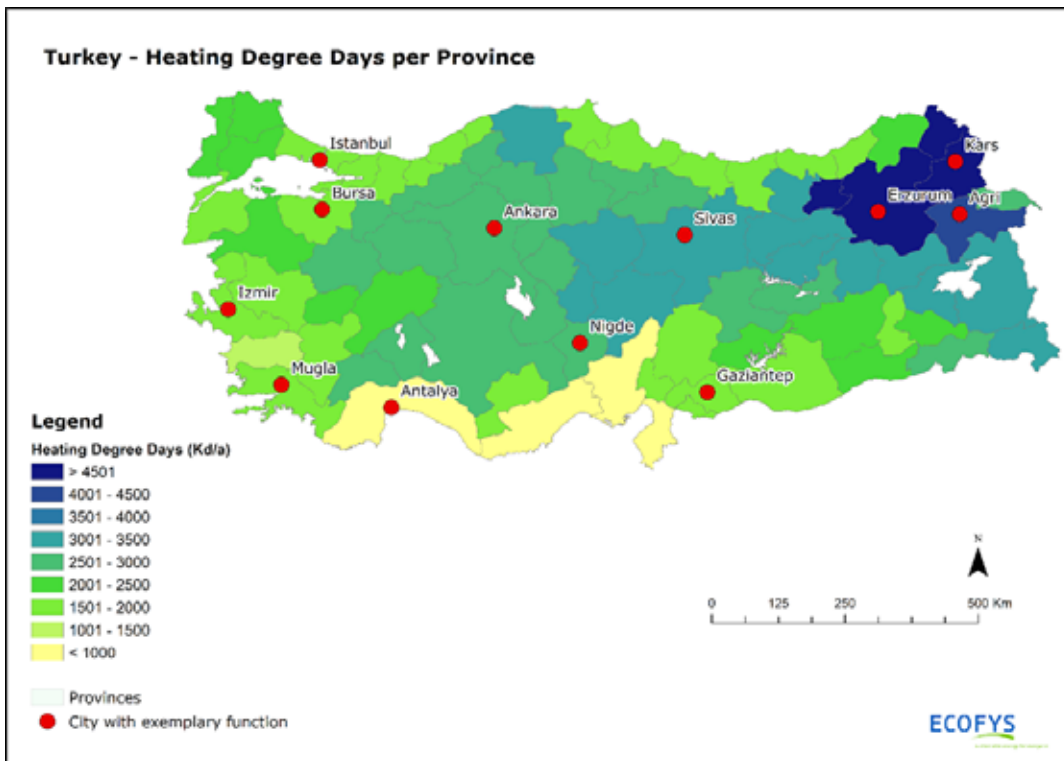 Turkey - Heating Degree Days per Province
Istanbul
Kars
Bursa
Erzurum
Agri
Ankara
Sivas
Izmir
Nigde
Mugla
Antalya
Gaziantep
Legend
Heating Degree Days (Kd/a)
> 4501
4001 - 4500
3501 - 4000
3001 - 3500
2501 - 3000
2001 - 2500
1501 - 2000
1001 - 1500
< 1000
Provinces
City with exemplary function
N
0 125 250 500 Km
ECOFYS